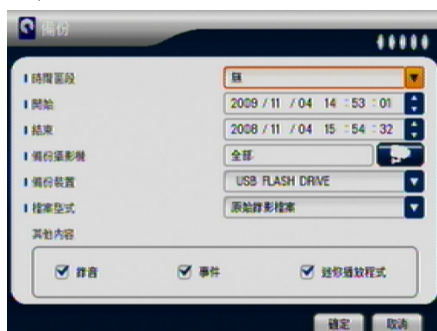 備份
時間區段 無
開始 2009 / 11 / 04 14 : 53 : 01
結束 2008 / 11 / 04 15 : 54 : 32
備份攝影機 全部
備份裝置 USB FLASH DRIVE
檔案型式 原始錄影檔案
其他內容
錄音 事件 迷你播放程式
確定 取消